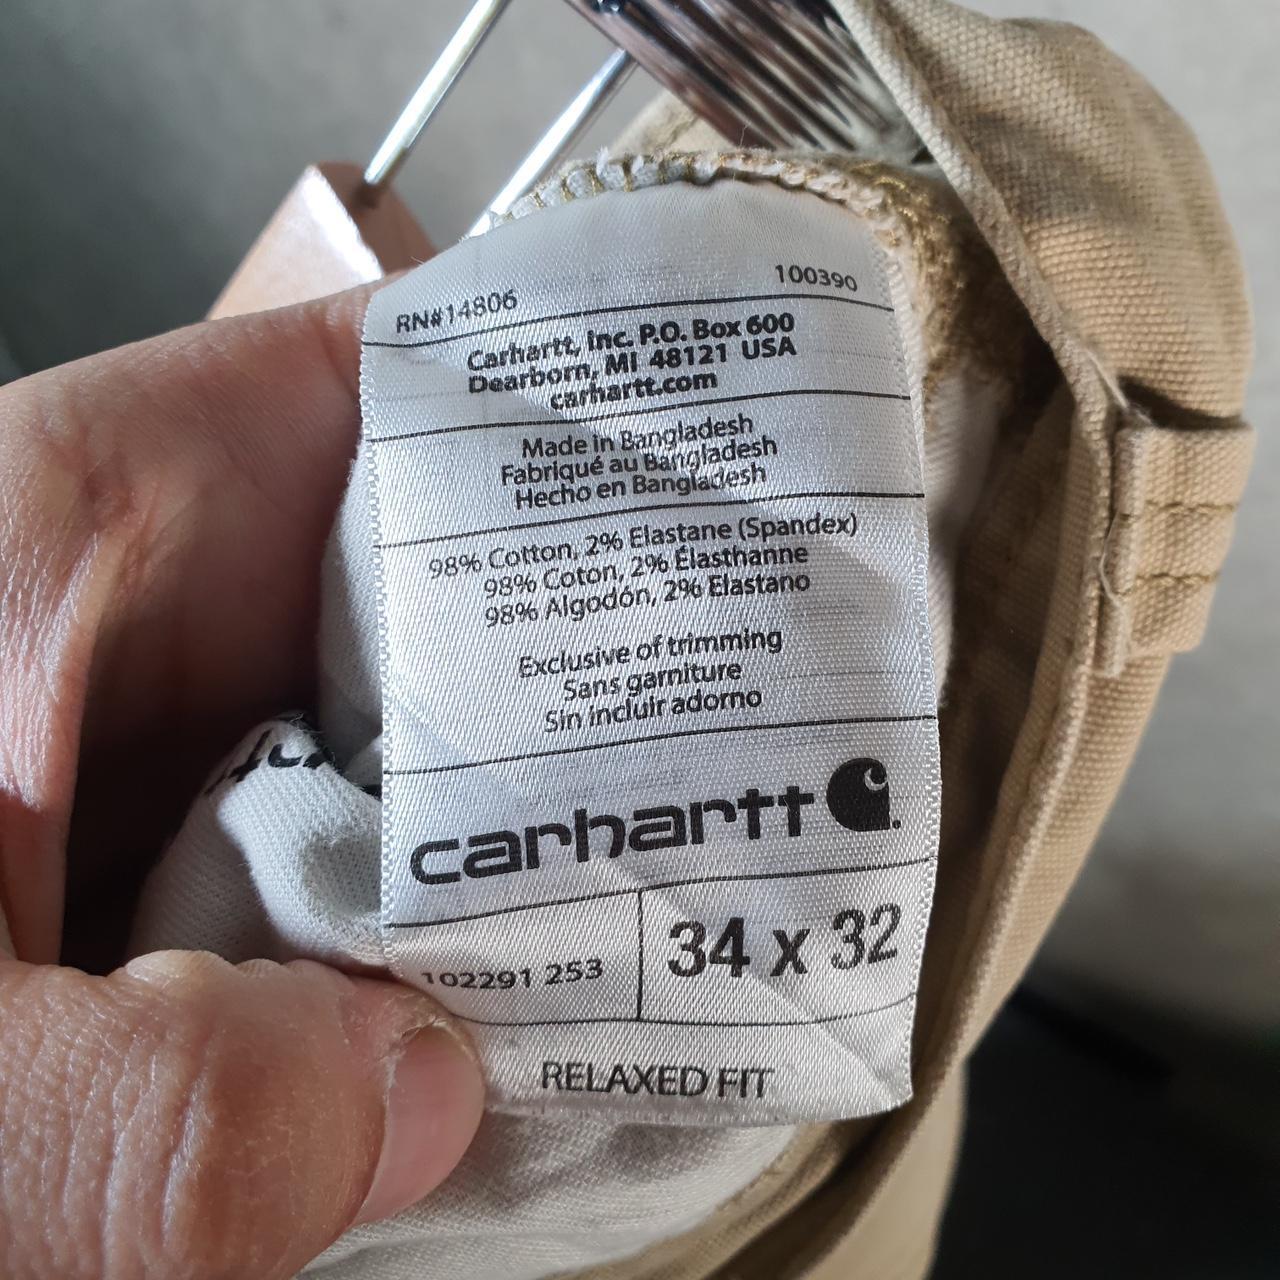 RN#14806 100390
Carhartt, Inc. P.O. Box 600
Dearborn, MI 48121 USA
carhartt.com
Made in Bangladesh
Fabriqué au Bangladesh
Hecho en Bangladesh
98% Cotton, 2% Elastane (Spandex)
98% Coton, 2% Élasthanne
98% Algodón, 2% Elastano
Exclusive of trimming
Sans garniture
Sin incluir adorno
carhartt
102291 253 34 x 32
RELAXED FIT